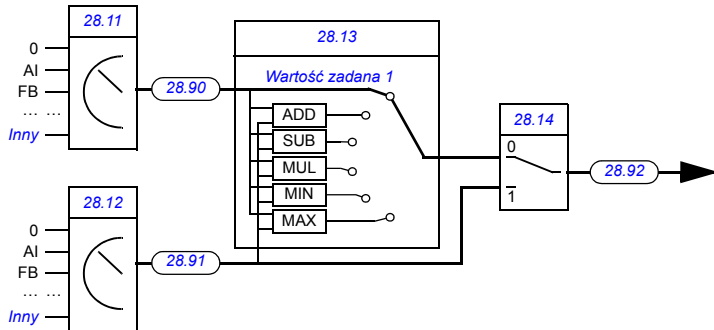 28.11
0
AI
FB
... ...
Inny
28.90
28.13
Wartość zadana 1
ADD
SUB
MUL
MIN
MAX
28.14
0
1
28.92
28.12
0
AI
FB
... ...
Inny
28.91